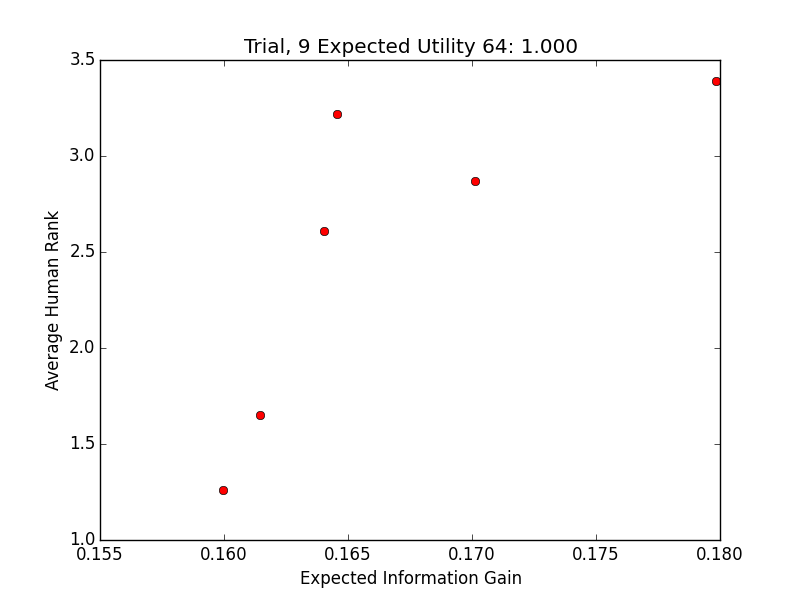 Trial, 9 Expected Utility 64: 1.000
3.5
3.0
2.5
2.0
1.5
1.0
Average Human Rank
0.155 0.160 0.165 0.170 0.175 0.180
Expected Information Gain